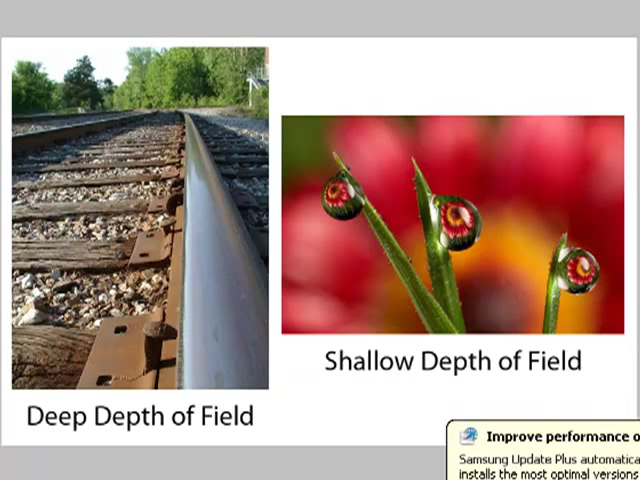 Shallow Depth of Field
Deep Depth of Field
Improve performance o
Samsung Update Plus automatica
installs the most optimal versions